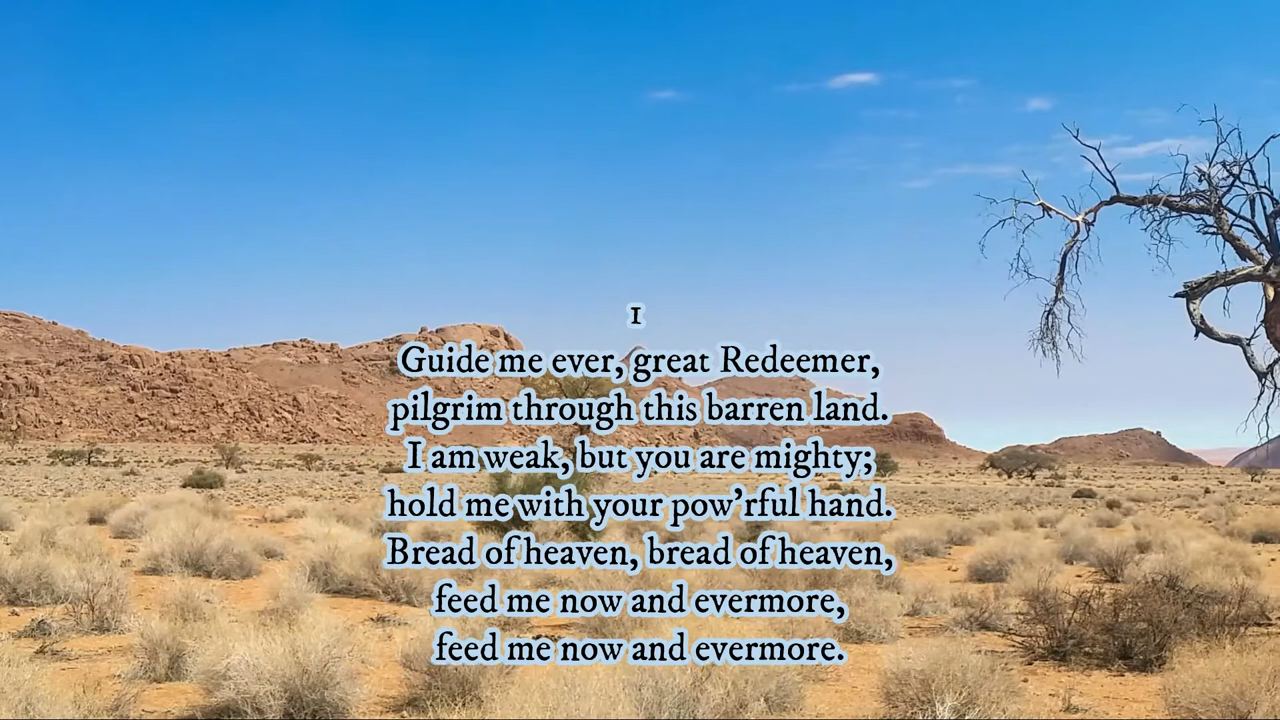 1
Guide me ever, great Redeemer,
pilgrim through this barren land.
I am weak, but you are mighty;
hold me with your pow’rful hand.
Bread of heaven, bread of heaven,
feed me now and evermore,
feed me now and evermore.